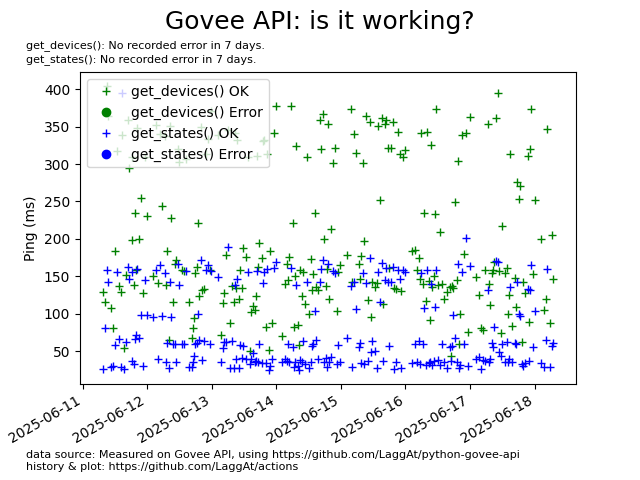 Govee API: is it working?
get_devices(): No recorded error in 7 days.
get_states(): No recorded error in 7 days.
get_devices() OK
get_devices() Error
get_states() OK
get_states() Error
Ping (ms)
400
350
300
250
200
150
100
50
2025-06-11
2025-06-12
2025-06-13
2025-06-14
2025-06-15
2025-06-16
2025-06-17
2025-06-18
data source: Measured on Govee API, using https://github.com/LaggAt/python-govee-api
history & plot: https://github.com/LaggAt/actions